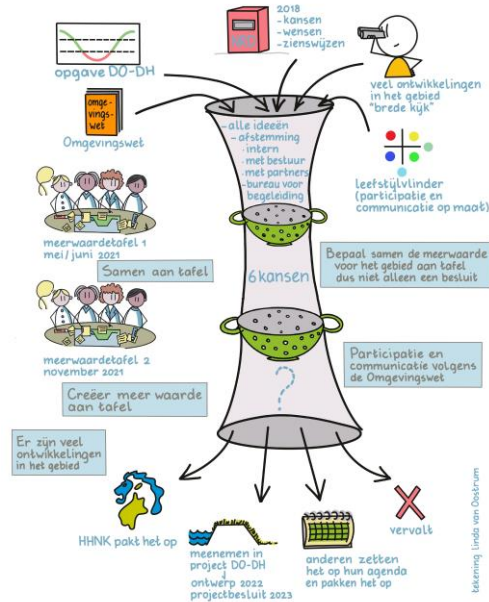 2018
-kansen
-wensen
-zienswijzen
opgave DO-DH
veel ontwikkelingen
in het gebied
"brede kijk"
omge-
vings-
wet
Omgevingswet
-alle ideeën
-afstemming
intern
met bestuur
met partners
-bureau voor
begeleiding
leefstijlvlinder
(participatie en
communicatie op maat)
meerwaardetafel 1
mei/juni 2021
Samen aan tafel
Bepaal samen de meerwaarde
voor het gebied aan tafel
dus niet alleen een besluit
6 kansen
meerwaardetafel 2
november 2021
Participatie en
communicatie volgens
de Omgevingswet
Creëer meer waarde
aan tafel
?
Er zijn veel
ontwikkelingen
in het gebied
HHNK pakt het op
meenemen in
project DO-DH
ontwerp 2022
projectbesluit 2023
anderen zetten
het op hun agenda
en pakken het op
vervalt
tekening linda van Oostrum